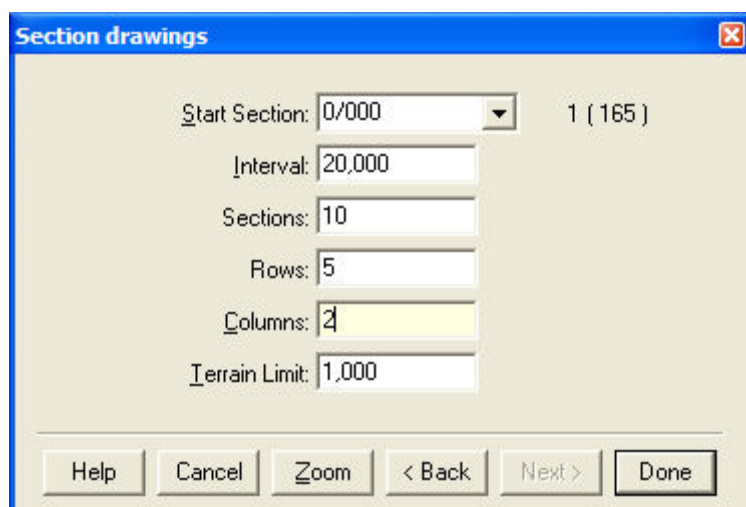 Section drawings
Start Section: 0/000 1 ( 165 )
Interval: 20,000
Sections: 10
Rows: 5
Columns: 2
Terrain Limit: 1,000
Help Cancel Zoom < Back Next > Done